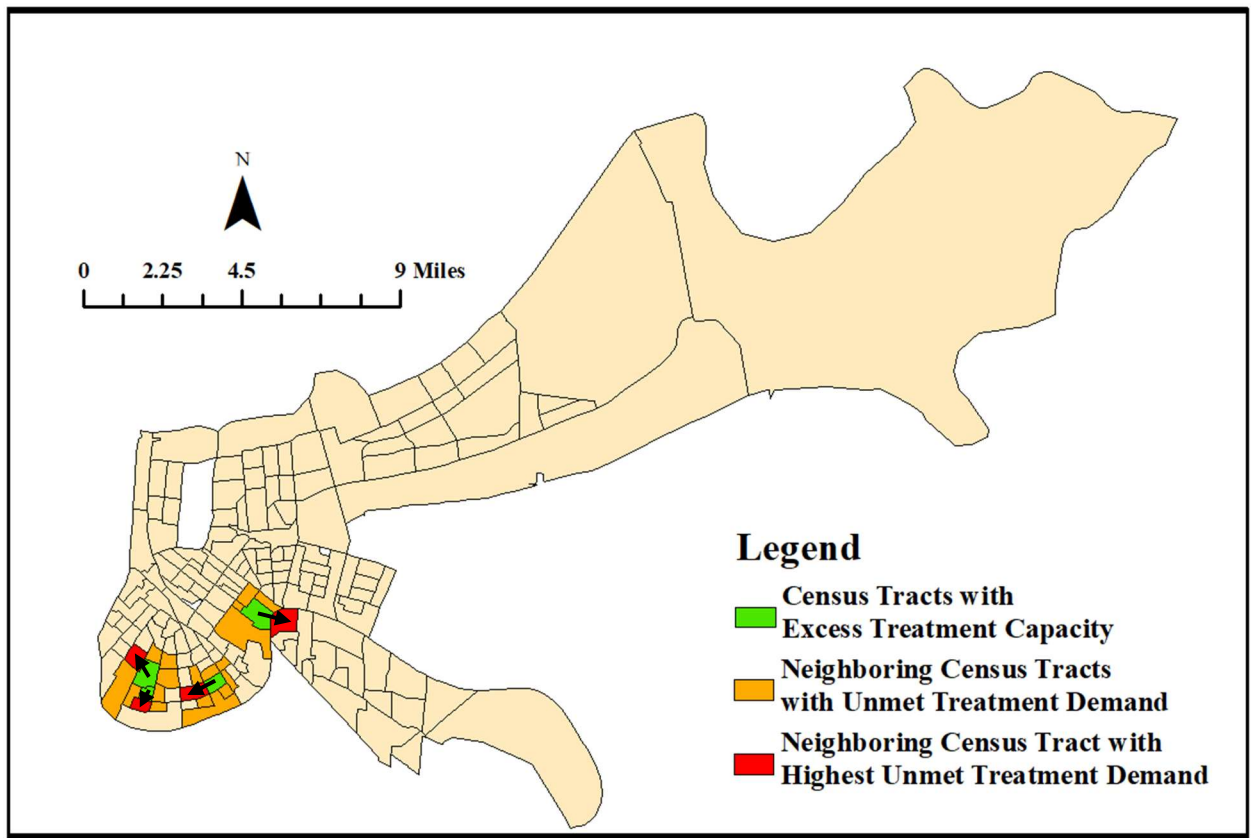 N
0 2.25 4.5 9 Miles
Legend
Census Tracts with
Excess Treatment Capacity
Neighboring Census Tracts
with Unmet Treatment Demand
Neighboring Census Tract with
Highest Unmet Treatment Demand